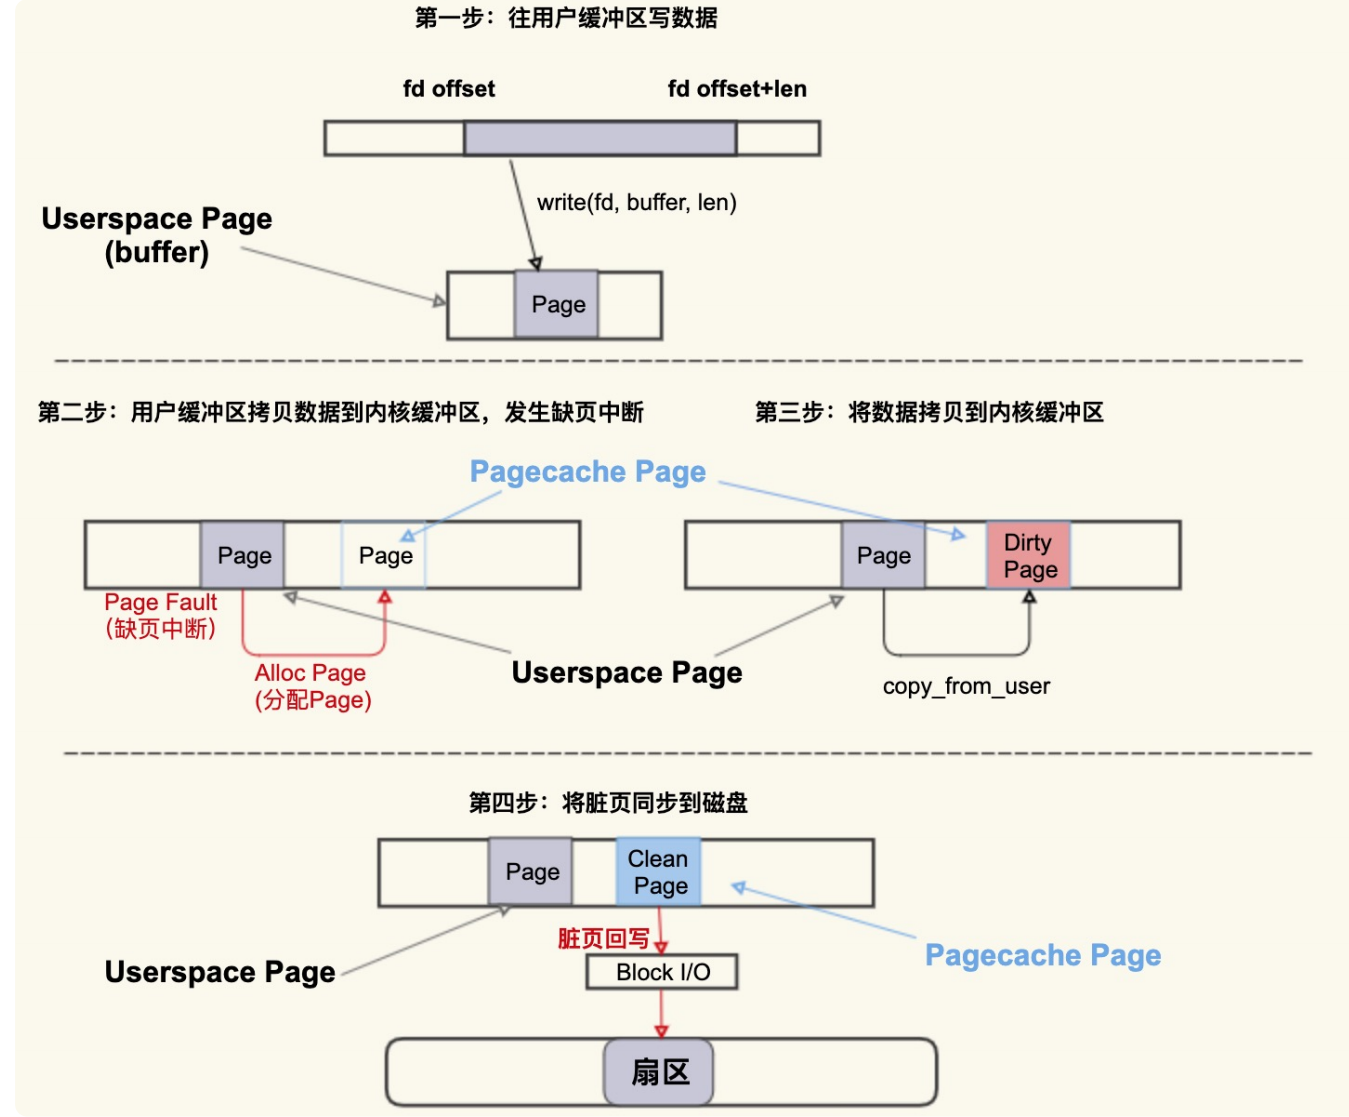 第一步：往用户缓冲区写数据
fd offset
fd offset+len
write(fd, buffer, len)
Userspace Page
(buffer)
Page
第二步：用户缓冲区拷贝数据到内核缓冲区，发生缺页中断
第三步：将数据拷贝到内核缓冲区
Pagecache Page
Page
Page
Page
Dirty
Page
Page Fault
（缺页中断）
Alloc Page
(分配Page)
Userspace Page
copy_from_user
第四步：将脏页同步到磁盘
Page
Clean
Page
脏页回写
Userspace Page
Block I/O
Pagecache Page
扇区